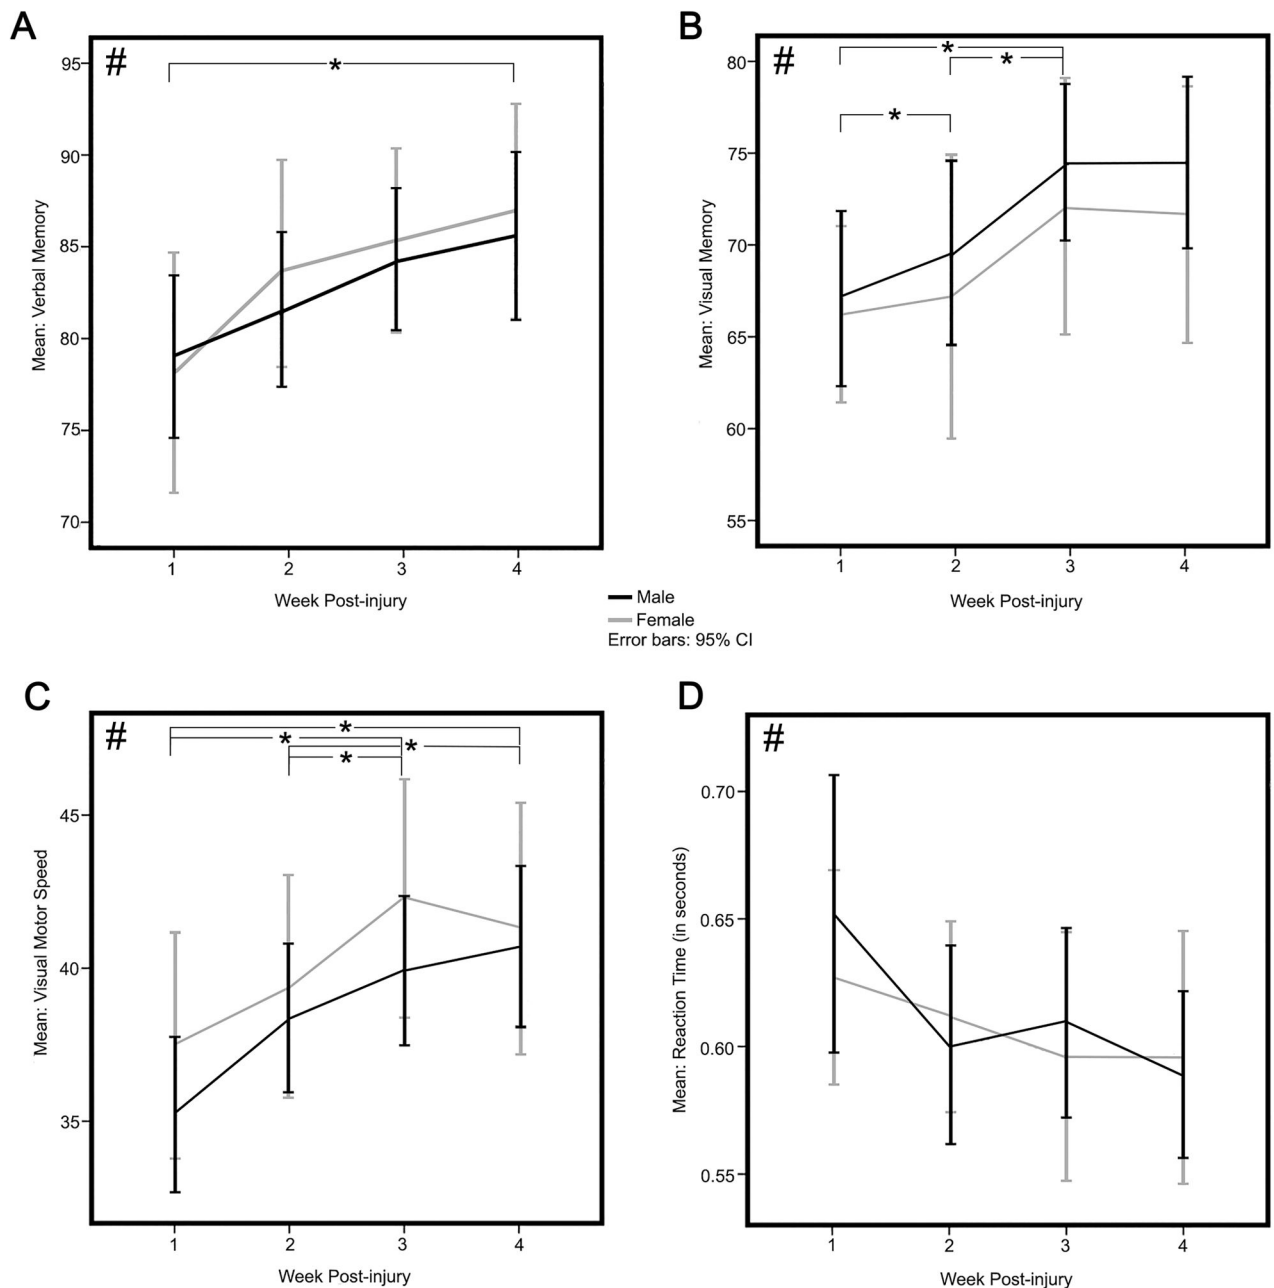 A
B
#
*
95
90
85
80
75
70
Mean: Verbal Memory
1 2 3 4
Week Post-injury
#
*
*
*
80
75
70
65
60
55
Mean: Visual Memory
1 2 3 4
Week Post-injury
Male
Female
Error bars: 95% CI
C
D
#
*
*
*
*
45
40
35
Mean: Visual Motor Speed
1 2 3 4
Week Post-injury
#
0.70
0.65
0.60
0.55
Mean: Reaction Time (in seconds)
1 2 3 4
Week Post-injury